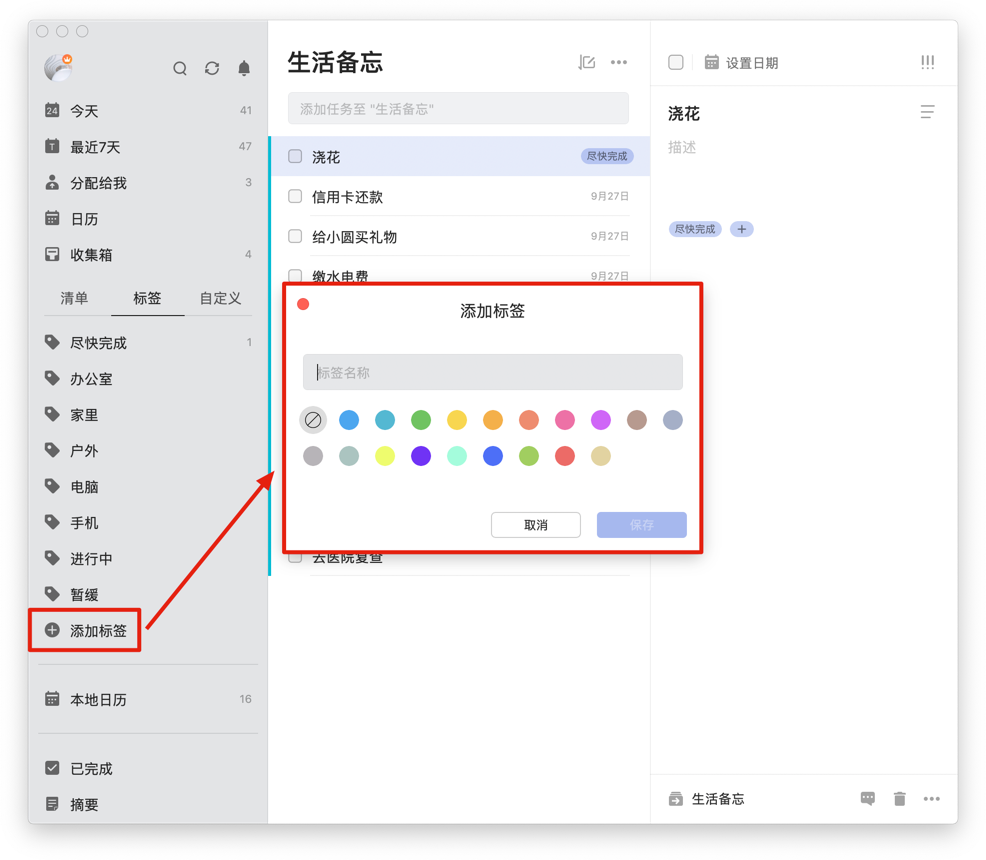 24 今天 41
T 最近7天 47
分配给我 3
日历
收集箱 4
清单 标签 自定义
尽快完成 1
办公室
家里
户外
电脑
手机
进行中
暂缓
添加标签
本地日历 16
已完成
摘要
生活备忘
添加任务至 "生活备忘"
浇花 尽快完成
信用卡还款 9月27日
给小圆买礼物 9月27日
缴水电费 9月27日
添加标签
标签名称
取消 保存
去医院复查
设置日期
浇花
描述
尽快完成 +
生活备忘